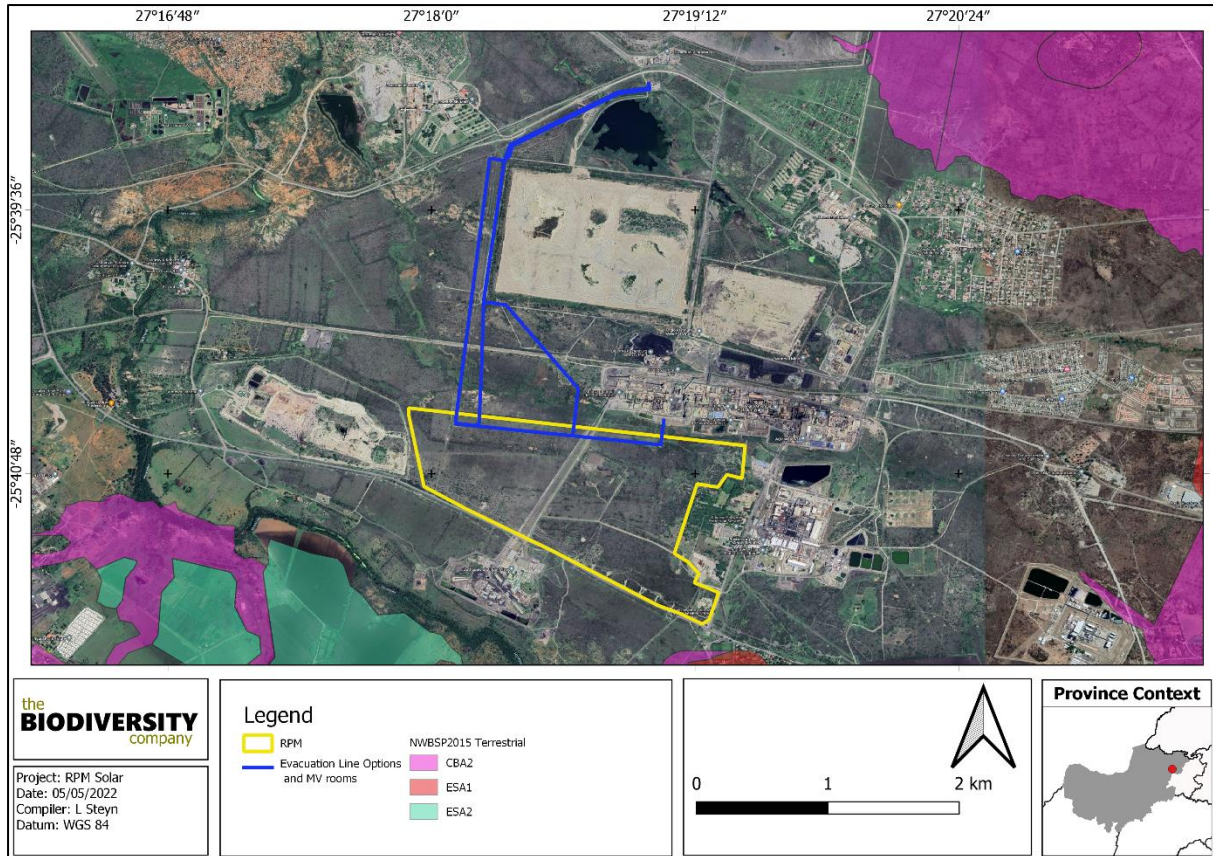 27°16′48″ 27°18′0″ 27°19′12″ 27°20′24″
-25°39′36″
-25°40′48″
the
BIODIVERSITY
company
Project: RPM Solar
Date: 05/05/2022
Compiler: L Steyn
Datum: WGS 84
Legend
RPM
Evacuation Line Options
and MV rooms
NWBSP2015 Terrestrial
CBA2
ESA1
ESA2
0 1 2 km
Province Context